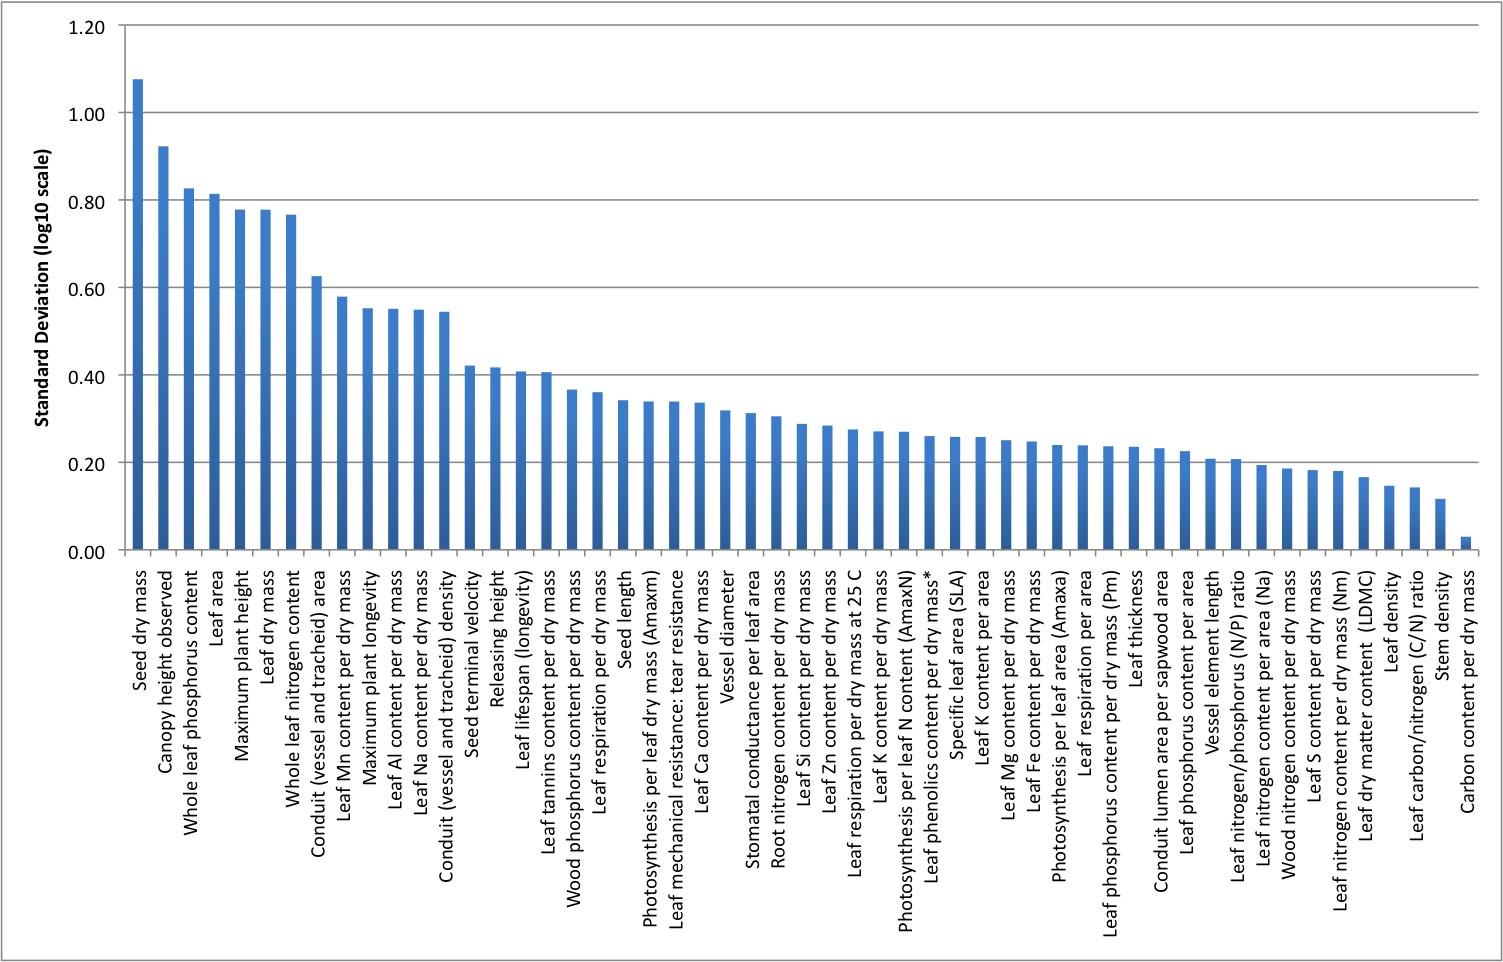 1.20
1.00
0.80
0.60
0.40
0.20
0.00
Standard Deviation (log10 scale)
Seed dry mass
Canopy height observed
Whole leaf phosphorus content
Leaf area
Maximum plant height
Leaf dry mass
Whole leaf nitrogen content
Conduit (vessel and tracheid) area
Leaf Mn content per dry mass
Maximum plant longevity
Leaf Al content per dry mass
Leaf Na content per dry mass
Conduit (vessel and tracheid) density
Seed terminal velocity
Releasing height
Leaf lifespan (longevity)
Leaf tannins content per dry mass
Wood phosphorus content per dry mass
Leaf respiration per dry mass
Seed length
Photosynthesis per leaf dry mass (Amaxm)
Leaf mechanical resistance: tear resistance
Leaf Ca content per dry mass
Vessel diameter
Stomatal conductance per leaf area
Root nitrogen content per dry mass
Leaf Si content per dry mass
Leaf Zn content per dry mass
Leaf respiration per dry mass at 25 C
Leaf K content per dry mass
Photosynthesis per leaf N content (AmaxN)
Leaf phenolics content per dry mass*
Specific leaf area (SLA)
Leaf K content per area
Leaf Mg content per dry mass
Leaf Fe content per dry mass
Photosynthesis per leaf area (Amaxa)
Leaf respiration per area
Leaf phosphorus content per dry mass (Pm)
Leaf thickness
Conduit lumen area per sapwood area
Leaf phosphorus content per area
Vessel element length
Leaf nitrogen/phosphorus (N/P) ratio
Leaf nitrogen content per area (Na)
Wood nitrogen content per dry mass
Leaf S content per dry mass
Leaf nitrogen content per dry mass (Nm)
Leaf dry matter content (LDMC)
Leaf density
Leaf carbon/nitrogen (C/N) ratio
Stem density
Carbon content per dry mass